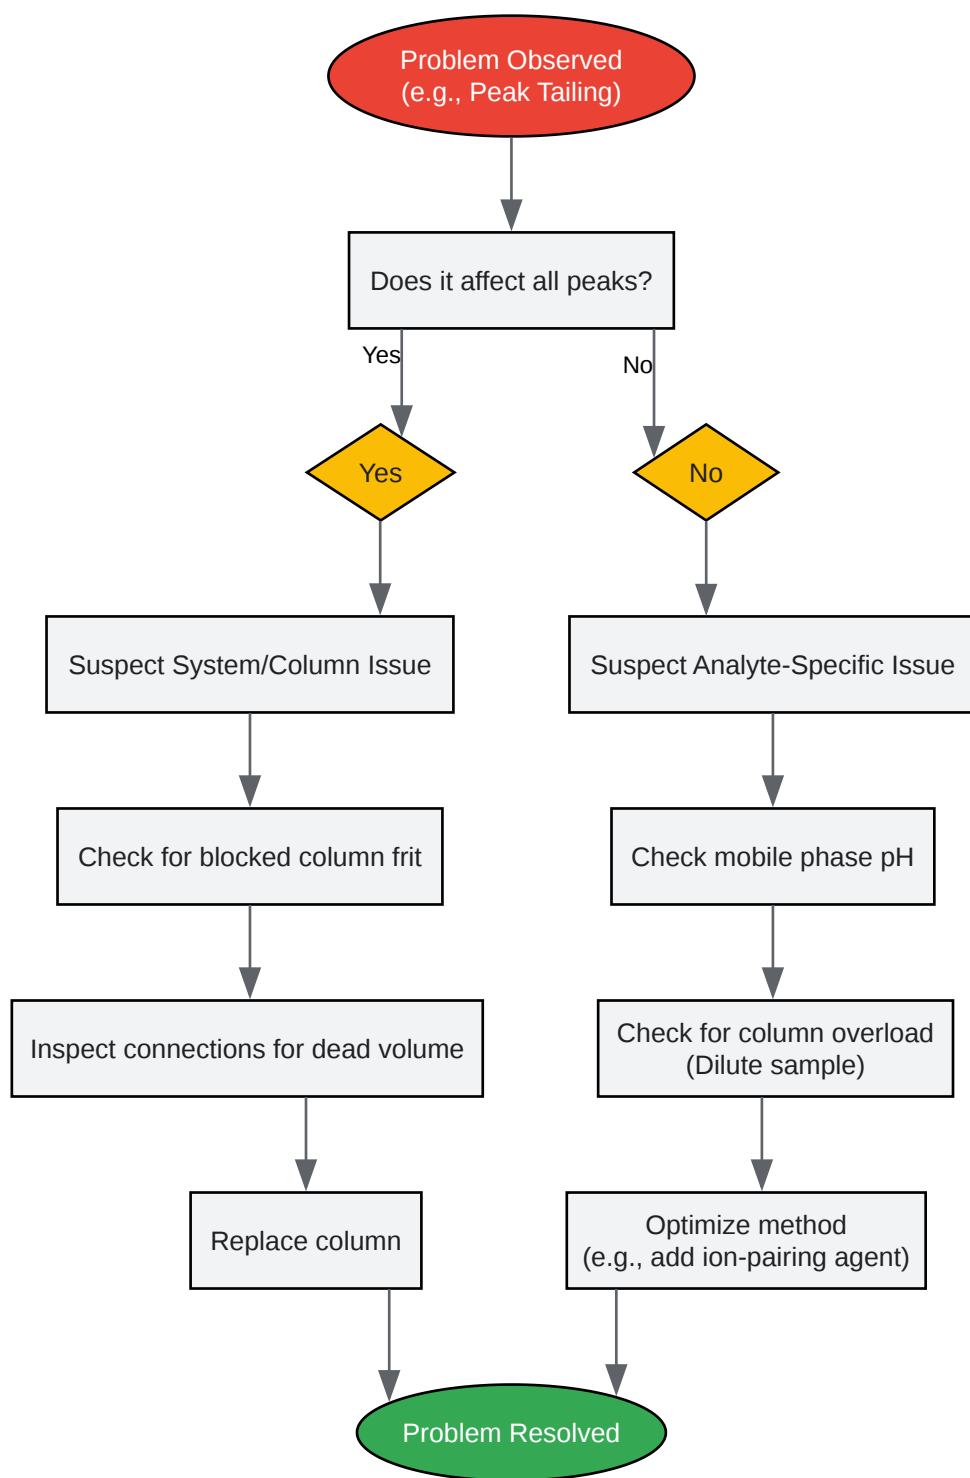 Problem Observed
(e.g., Peak Tailing)
Does it affect all peaks?
Yes
No
Yes
No
Suspect System/Column Issue
Suspect Analyte-Specific Issue
Check for blocked column frit
Check mobile phase pH
Inspect connections for dead volume
Check for column overload
(Dilute sample)
Replace column
Optimize method
(e.g., add ion-pairing agent)
Problem Resolved